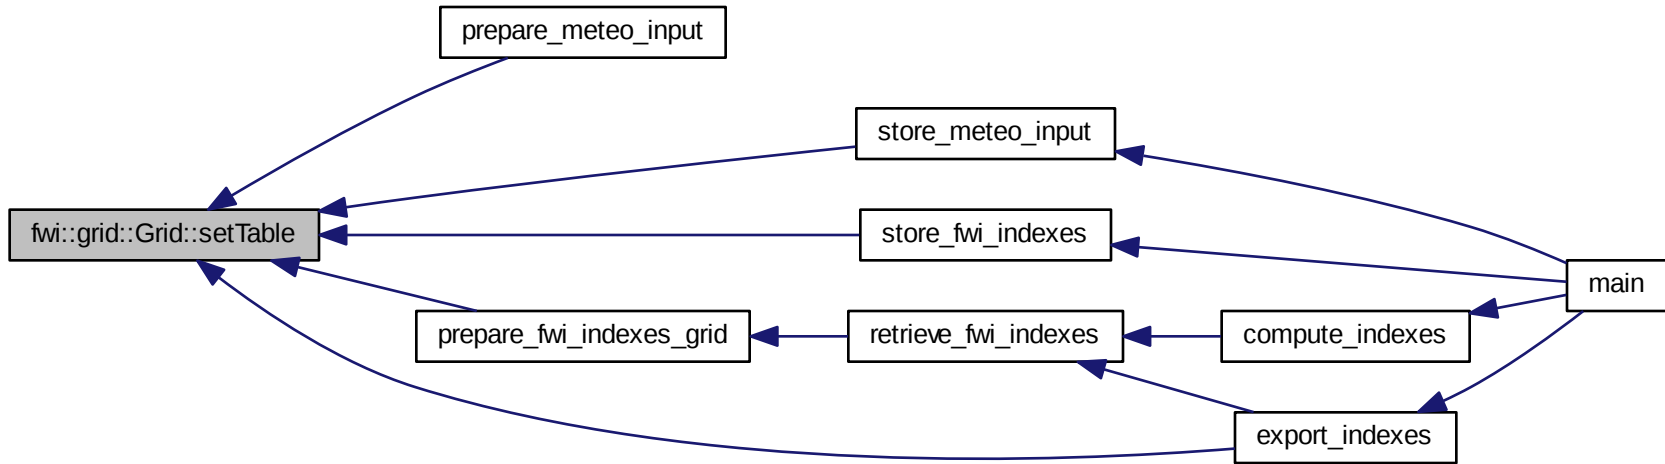 prepare_meteo_input
store_meteo_input
fwi::grid::Grid::setTable
store_fwi_indexes
main
prepare_fwi_indexes_grid
retrieve_fwi_indexes
compute_indexes
export_indexes